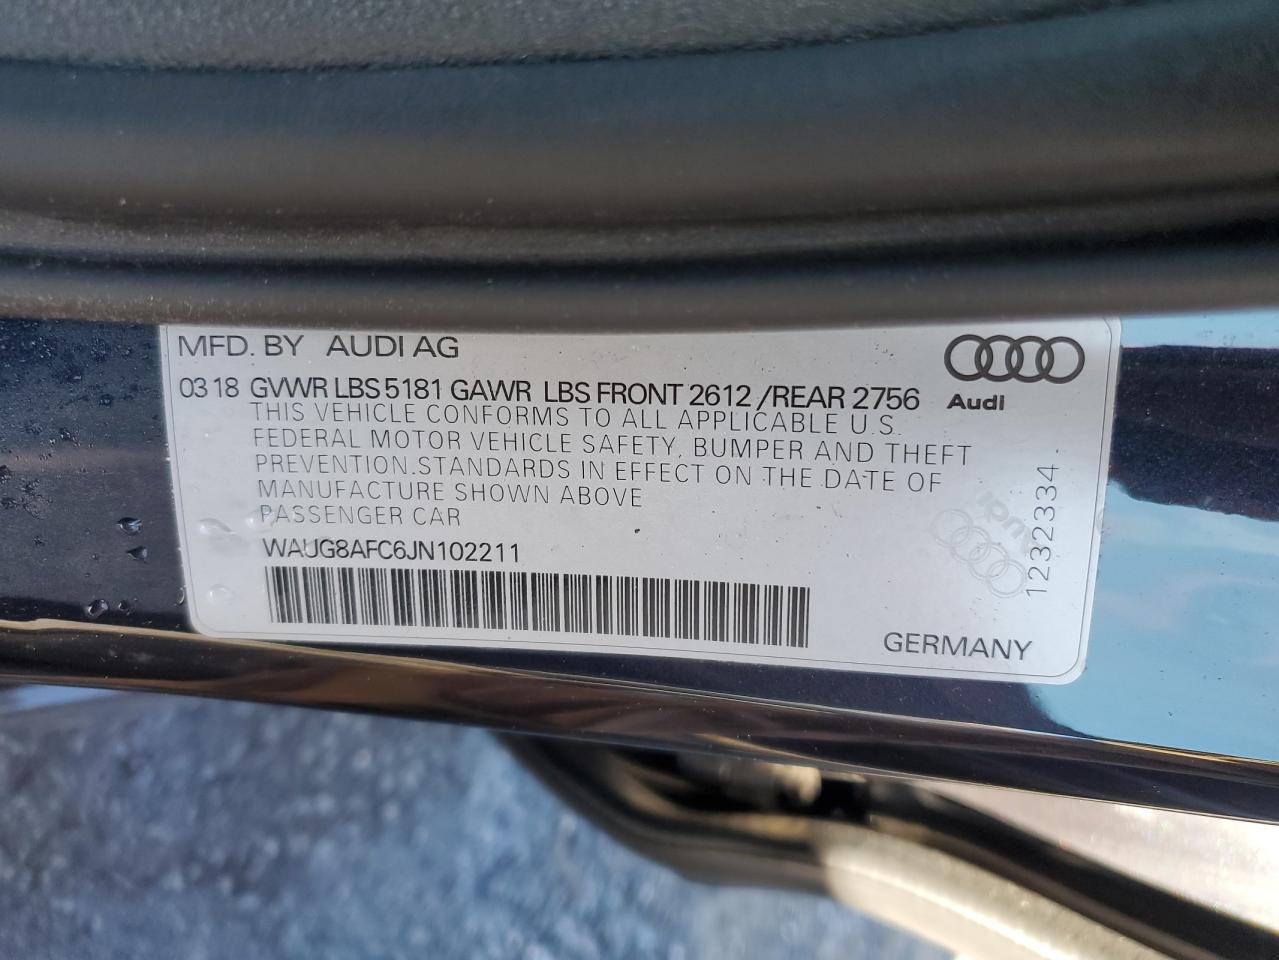 MFD. BY AUDI AG
03 18 GVWR LBS 5181 GAWR LBS FRONT 2612 /REAR 2756
Audi
THIS VEHICLE CONFORMS TO ALL APPLICABLE U.S.
FEDERAL MOTOR VEHICLE SAFETY, BUMPER AND THEFT
PREVENTION.STANDARDS IN EFFECT ON THE DATE OF
MANUFACTURE SHOWN ABOVE
PASSENGER CAR
WAUG8AFC6JN102211
1232334
GERMANY